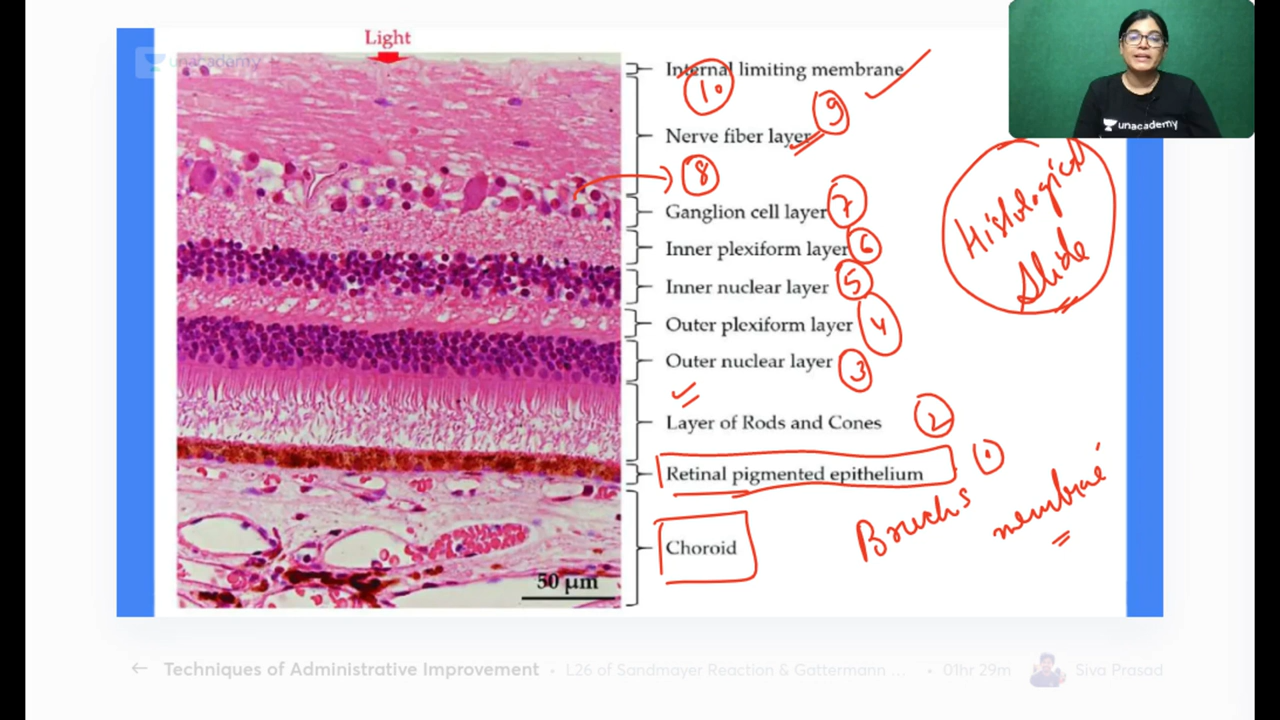 Light
unacademy
Internal limiting membrane
10
9
Nerve fiber layer
8
Ganglion cell layer 7
Inner plexiform layer 6
Inner nuclear layer 5
Outer plexiform layer 4
Outer nuclear layer 3
Layer of Rods and Cones 2
Retinal pigmented epithelium 1
Bruchs membrane
Choroid
50 µm
Histological
Slide
unacademy
← Techniques of Administrative Improvement • L26 of Sandmayer Reaction & Gattermann ... • 01hr 29m Siva Prasad